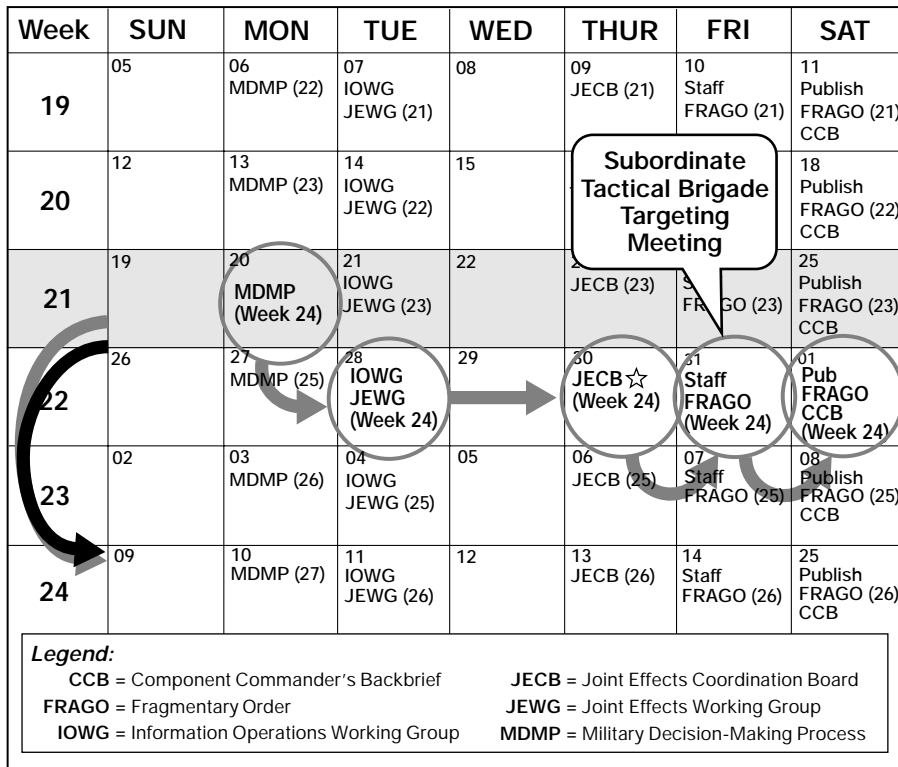 Week SUN MON TUE WED THUR FRI SAT
19
05
06
MDMP (22)
07
IOWG
JEWG (21)
08
09
JECB (21)
10
Staff
FRAGO (21)
11
Publish
FRAGO (21)
CCB
Subordinate
Tactical Brigade
Targeting
Meeting
20
12
13
MDMP (23)
14
IOWG
JEWG (22)
15
18
Publish
FRAGO (22)
CCB
21
19
20
MDMP
(Week 24)
21
IOWG
JEWG (23)
22
JECB (23)
FRAGO (23)
25
Publish
FRAGO (23)
CCB
22
26
27
MDMP (25)
28
IOWG
JEWG
(Week 24)
29
30
JECB☆
(Week 24)
31
Staff
FRAGO
(Week 24)
01
Pub
FRAGO
CCB
(Week 24)
23
02
03
MDMP (26)
04
IOWG
JEWG (25)
05
06
JECB (25)
07
Staff
FRAGO (25)
08
Publish
FRAGO (25)
CCB
24
09
10
MDMP (27)
11
IOWG
JEWG (26)
12
13
JECB (26)
14
Staff
FRAGO (26)
25
Publish
FRAGO (26)
CCB
Legend:
CCB = Component Commander's Backbrief
FRAGO = Fragmentary Order
IOWG = Information Operations Working Group
JECB = Joint Effects Coordination Board
JEWG = Joint Effects Working Group
MDMP = Military Decision-Making Process